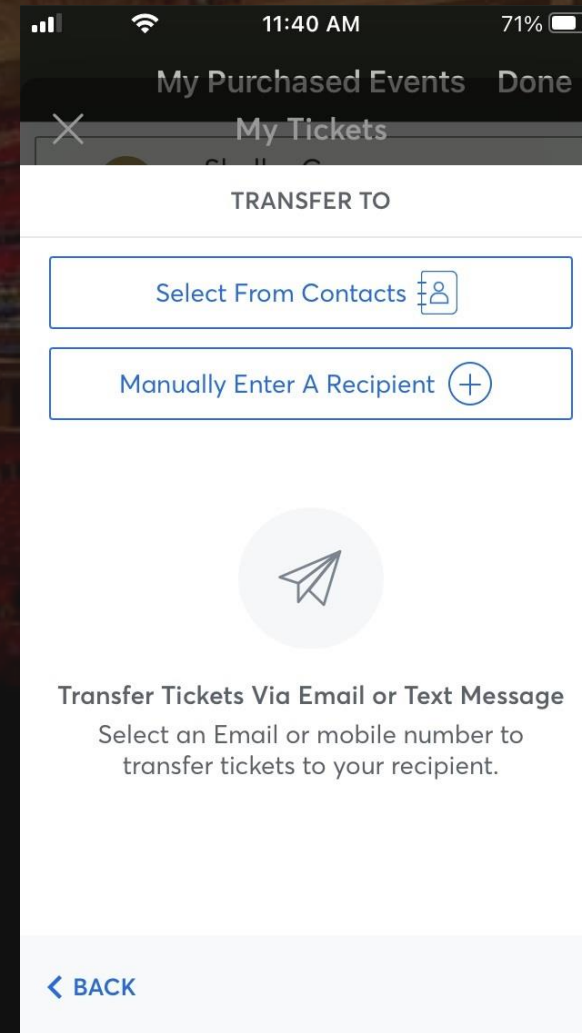 11:40 AM 71%
My Purchased Events Done
My Tickets
TRANSFER TO
Select From Contacts
Manually Enter A Recipient
Transfer Tickets Via Email or Text Message
Select an Email or mobile number to
transfer tickets to your recipient.
BACK